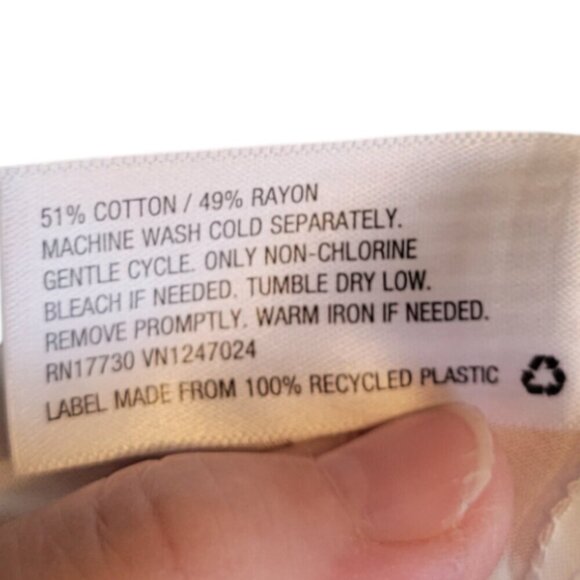 51% COTTON / 49% RAYON
MACHINE WASH COLD SEPARATELY.
GENTLE CYCLE. ONLY NON-CHLORINE
BLEACH IF NEEDED. TUMBLE DRY LOW.
REMOVE PROMPTLY. WARM IRON IF NEEDED.
RN17730 VN1247024
LABEL MADE FROM 100% RECYCLED PLASTIC